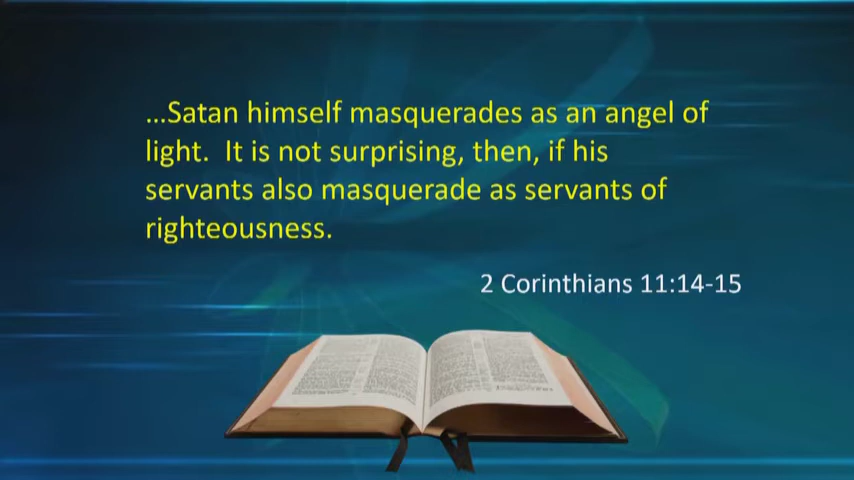 ...Satan himself masquerades as an angel of
light.  It is not surprising, then, if his
servants also masquerade as servants of
righteousness.
2 Corinthians 11:14-15